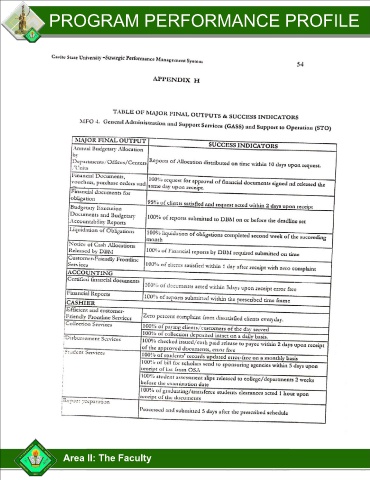 PROGRAM PERFORMANCE PROFILE
Cavite State University –Strategic Performance Management System
54
APPENDIX H
TABLE OF MAJOR FINAL OUTPUTS & SUCCESS INDICATORS
MFO 4. General Administration and Support Services (GASS) and Support to Operation (STO)
MAJOR FINAL OUTPUT
SUCCESS INDICATORS
Annual Budgetary Allocation
by
Departments/Offices/Centers
/Units
Reports of Allocation distributed on time within 10 days upon request.
Financial Documents,
vouchers, purchase orders and
100% request for approval of financial documents signed nd released the
same day upon receipt.
Financial documents for
obligation
99% of clients satisfied and request acted within 2 days upon receipt
Budgetary Execution
Documents and Budgetary
Accountability Reports
100% of reports submitted to DBM on or before the deadline set
Liquidation of Obligations
100% liquidation of obligations completed second week of the succeeding
month
Notice of Cash Allocations
Released by DBM
100% of Financial reports by DBM required submitted on time
Customer-Friendly Frontline
Services
100% of clients satisfied within 1 day after receipt with zero complaint
ACCOUNTING
Certified financial documents
100% of documents acted within 3days upon receipt error free
Financial Reports
100% of reports submitted within the prescribed time frame
CASHIER
Efficient and customer-
Friendly Frontline Services
Zero percent complaint from dissatisfied clients everyday.
Collection Services
100% of paying clients/customers of the day served
100% of collection deposited intact on a daily basis.
Disbursement Services
100% checked issued/cash paid release to payee within 2 days upon receipt
of the approved documents, error free
Student Services
100% of students' records updated error-free on a monthly basis
100% of bill for scholars send to sponsoring agencies within 5 days upon
receipt of list from OSA
100% student assessment slips released to college/departments 2 weeks
before the examination date
100% of graduating/transferee students clearances acted 1 hour upon
receipt of the documents
Report preparation
Processed and submitted 5 days after the prescribed schedule
Area II: The Faculty